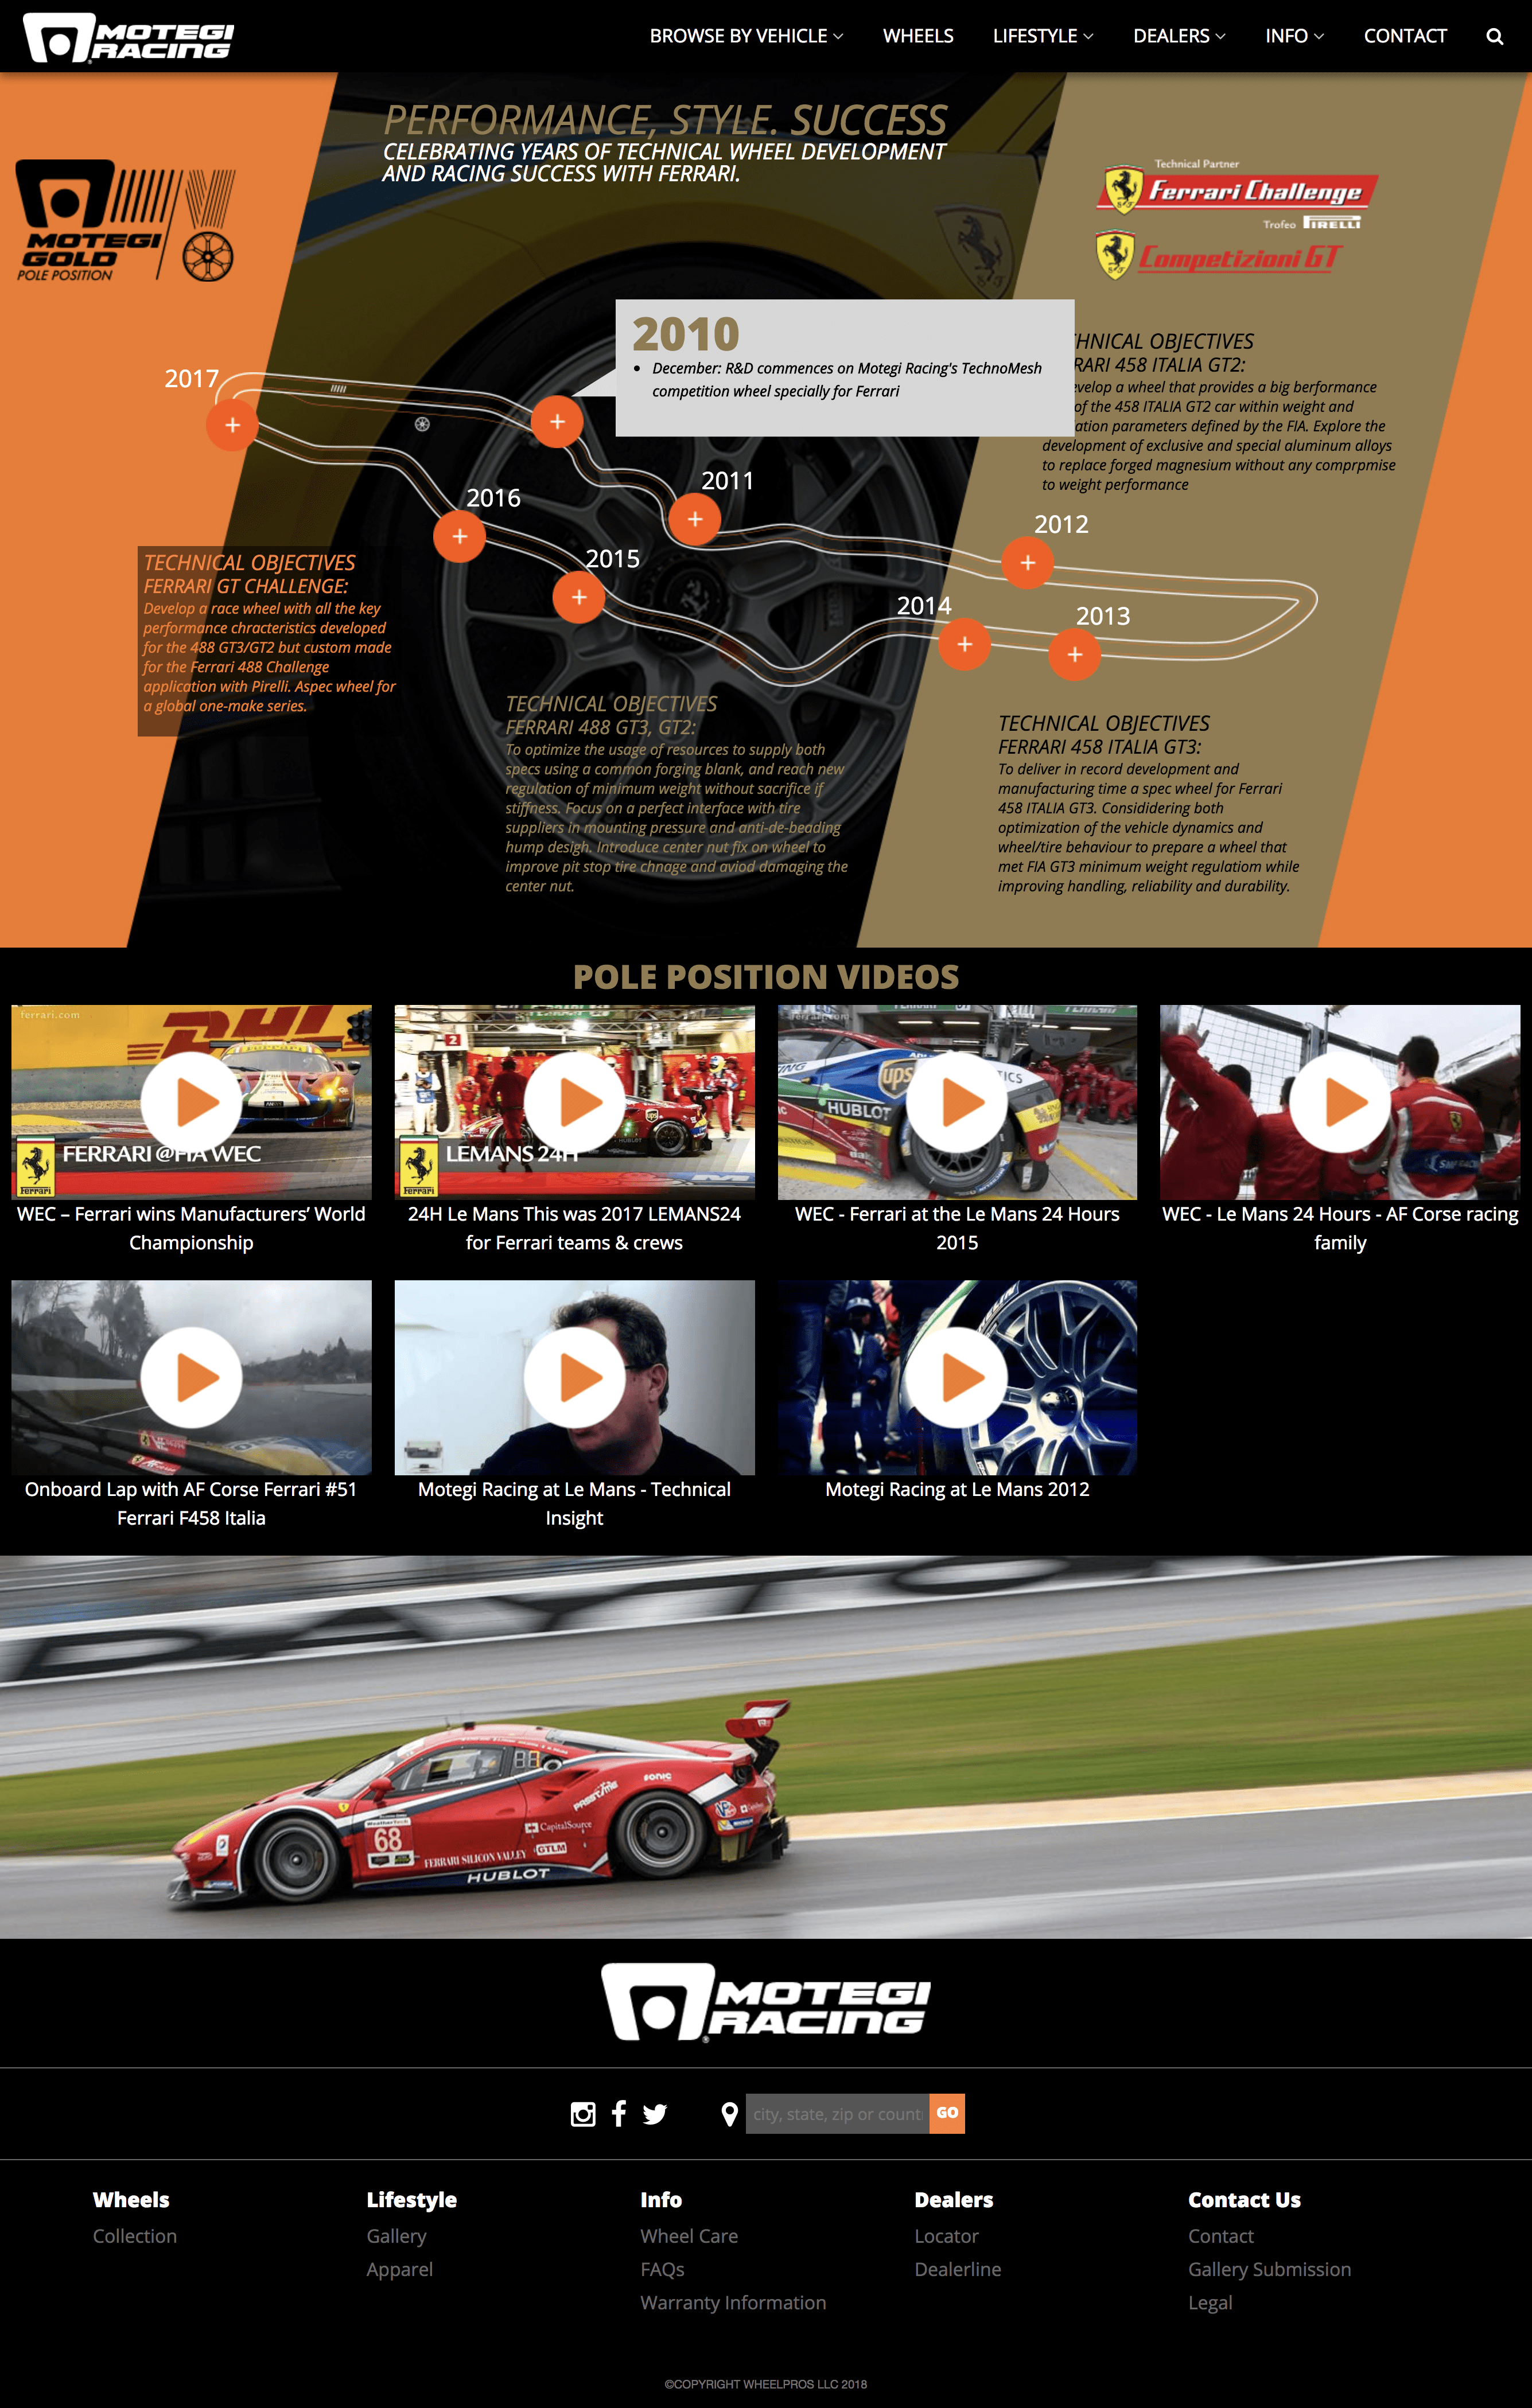 MOTEGI RACING
BROWSE BY VEHICLE
WHEELS
LIFESTYLE
DEALERS
INFO
CONTACT
PERFORMANCE, STYLE. SUCCESS
CELEBRATING YEARS OF TECHNICAL WHEEL DEVELOPMENT
AND RACING SUCCESS WITH FERRARI.
MOTEGI
GOLD
POLE POSITION
Technical Partner
Ferrari Challenge
Trofeo PIRELLI
Competizioni GT
2010
December: R&D commences on Motegi Racing's TechnoMesh
competition wheel specially for Ferrari
HNICAL OBJECTIVES
RARI 458 ITALIA GT2:
evelop a wheel that provides a big berformance
of the 458 ITALIA GT2 car within weight and
ation parameters defined by the FIA. Explore the
development of exclusive and special aluminum alloys
to replace forged magnesium without any comprpmise
to weight performance
2017
2016
2015
2011
2012
2014
2013
TECHNICAL OBJECTIVES
FERRARI GT CHALLENGE:
Develop a race wheel with all the key
performance chracteristics developed
for the 488 GT3/GT2 but custom made
for the Ferrari 488 Challenge
application with Pirelli. Aspec wheel for
a global one-make series.
TECHNICAL OBJECTIVES
FERRARI 488 GT3, GT2:
To optimize the usage of resources to supply both
specs using a common forging blank, and reach new
regulation of minimum weight without sacrifice if
stiffness. Focus on a perfect interface with tire
suppliers in mounting pressure and anti-de-beading
hump desigh. Introduce center nut fix on wheel to
improve pit stop tire chnage and aviod damaging the
center nut.
TECHNICAL OBJECTIVES
FERRARI 458 ITALIA GT3:
To deliver in record development and
manufacturing time a spec wheel for Ferrari
458 ITALIA GT3. Consididering both
optimization of the vehicle dynamics and
wheel/tire behaviour to prepare a wheel that
met FIA GT3 minimum weight regulatiom while
improving handling, reliability and durability.
POLE POSITION VIDEOS
ferrari.com
DHL
FERRARI @FIA WEC
Ferrari
WEC – Ferrari wins Manufacturers’ World
Championship
2
ups
LEMANS 24H
Ferrari
24H Le Mans This was 2017 LEMANS24
for Ferrari teams & crews
ups
HUBLOT
WEC - Ferrari at the Le Mans 24 Hours
2015
WEC - Le Mans 24 Hours - AF Corse racing
family
Onboard Lap with AF Corse Ferrari #51
Ferrari F458 Italia
Motegi Racing at Le Mans - Technical
Insight
Motegi Racing at Le Mans 2012
sonic
PASSTIME
CapitalSource
WeatherTech
68
GTLM
FERRARI SILICON VALLEY
HUBLOT
MOTEGI
RACING
city, state, zip or count
GO
Wheels
Collection
Lifestyle
Gallery
Apparel
Info
Wheel Care
FAQs
Warranty Information
Dealers
Locator
Dealerline
Contact Us
Contact
Gallery Submission
Legal
©COPYRIGHT WHEELPROS LLC 2018